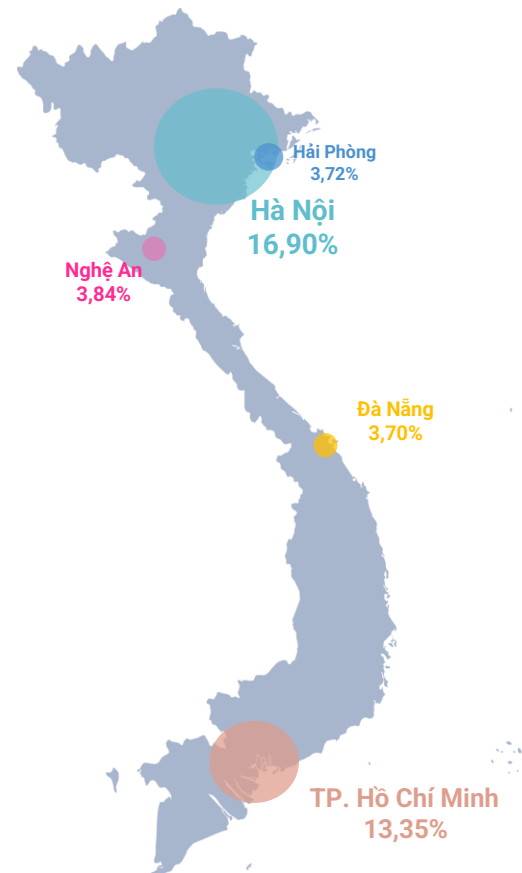 Hải Phòng
3,72%
Hà Nội
16,90%
Nghệ An
3,84%
Đà Nẵng
3,70%
TP. Hồ Chí Minh
13,35%